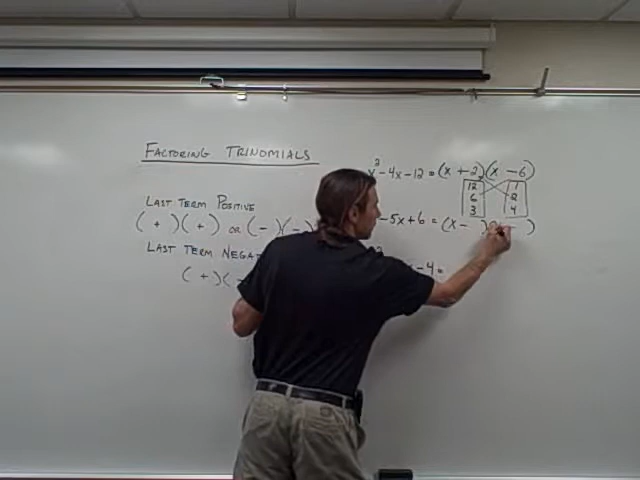 FACTORING TRINOMIALS
x² - 4x - 12 = (x + 2)(x - 6)
12 1
6 2
3 4
LAST TERM POSITIVE
( + )( + ) OR ( - )( - )
- 5x + 6 = (x - )( - )
LAST TERM
( + )(
2
- 4 =